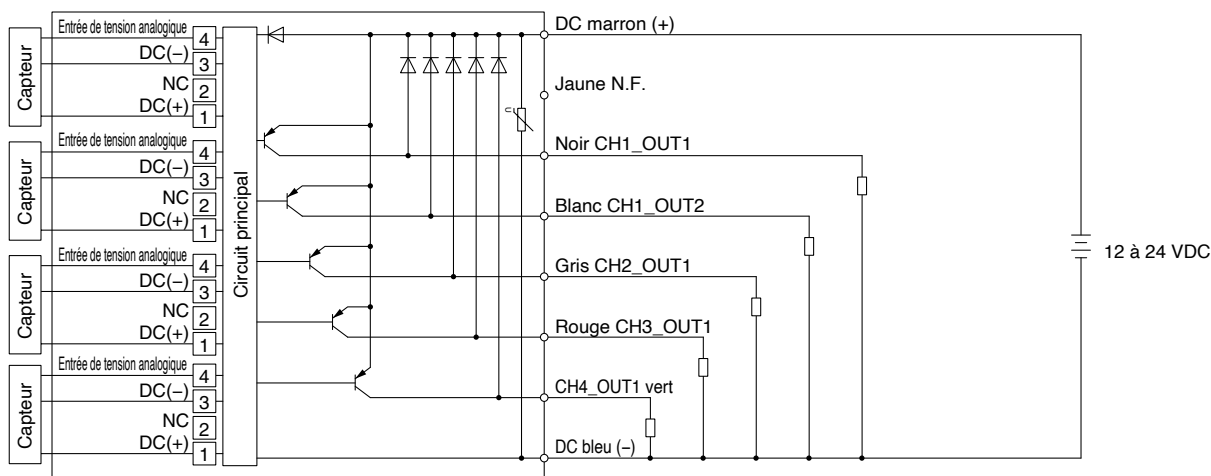 Capteur
Entrée de tension analogique 4
DC(−) 3
NC 2
DC(+) 1
Capteur
Entrée de tension analogique 4
DC(−) 3
NC 2
DC(+) 1
Capteur
Entrée de tension analogique 4
DC(−) 3
NC 2
DC(+) 1
Capteur
Entrée de tension analogique 4
DC(−) 3
NC 2
DC(+) 1
Circuit principal
U
DC marron (+)
Jaune N.F.
Noir CH1_OUT1
Blanc CH1_OUT2
Gris CH2_OUT1
Rouge CH3_OUT1
CH4_OUT1 vert
DC bleu (−)
12 à 24 VDC